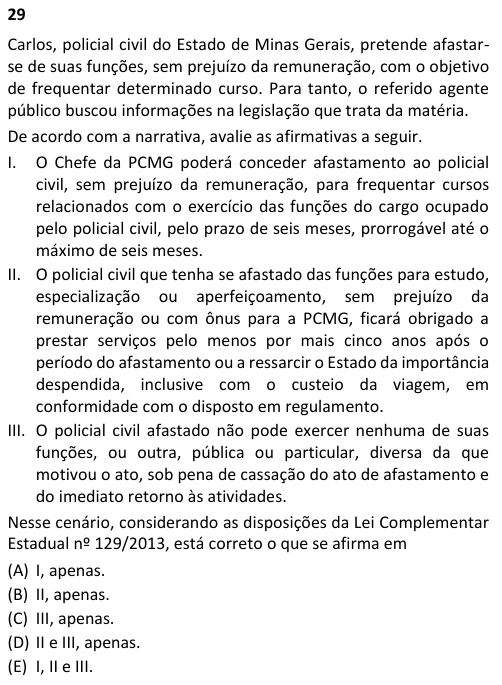 29
Carlos, policial civil do Estado de Minas Gerais, pretende afastar-
se de suas funções, sem prejuízo da remuneração, com o objetivo
de frequentar determinado curso. Para tanto, o referido agente
público buscou informações na legislação que trata da matéria.
De acordo com a narrativa, avalie as afirmativas a seguir.
I. O Chefe da PCMG poderá conceder afastamento ao policial
civil, sem prejuízo da remuneração, para frequentar cursos
relacionados com o exercício das funções do cargo ocupado
pelo policial civil, pelo prazo de seis meses, prorrogável até o
máximo de seis meses.
II. O policial civil que tenha se afastado das funções para estudo,
especialização ou aperfeiçoamento, sem prejuízo da
remuneração ou com ônus para a PCMG, ficará obrigado a
prestar serviços pelo menos por mais cinco anos após o
período do afastamento ou a ressarcir o Estado da importância
despendida, inclusive com o custeio da viagem, em
conformidade com o disposto em regulamento.
III. O policial civil afastado não pode exercer nenhuma de suas
funções, ou outra, pública ou particular, diversa da que
motivou o ato, sob pena de cassação do ato de afastamento e
do imediato retorno às atividades.
Nesse cenário, considerando as disposições da Lei Complementar
Estadual nº 129/2013, está correto o que se afirma em
(A) I, apenas.
(B) II, apenas.
(C) III, apenas.
(D) II e III, apenas.
(E) I, II e III.